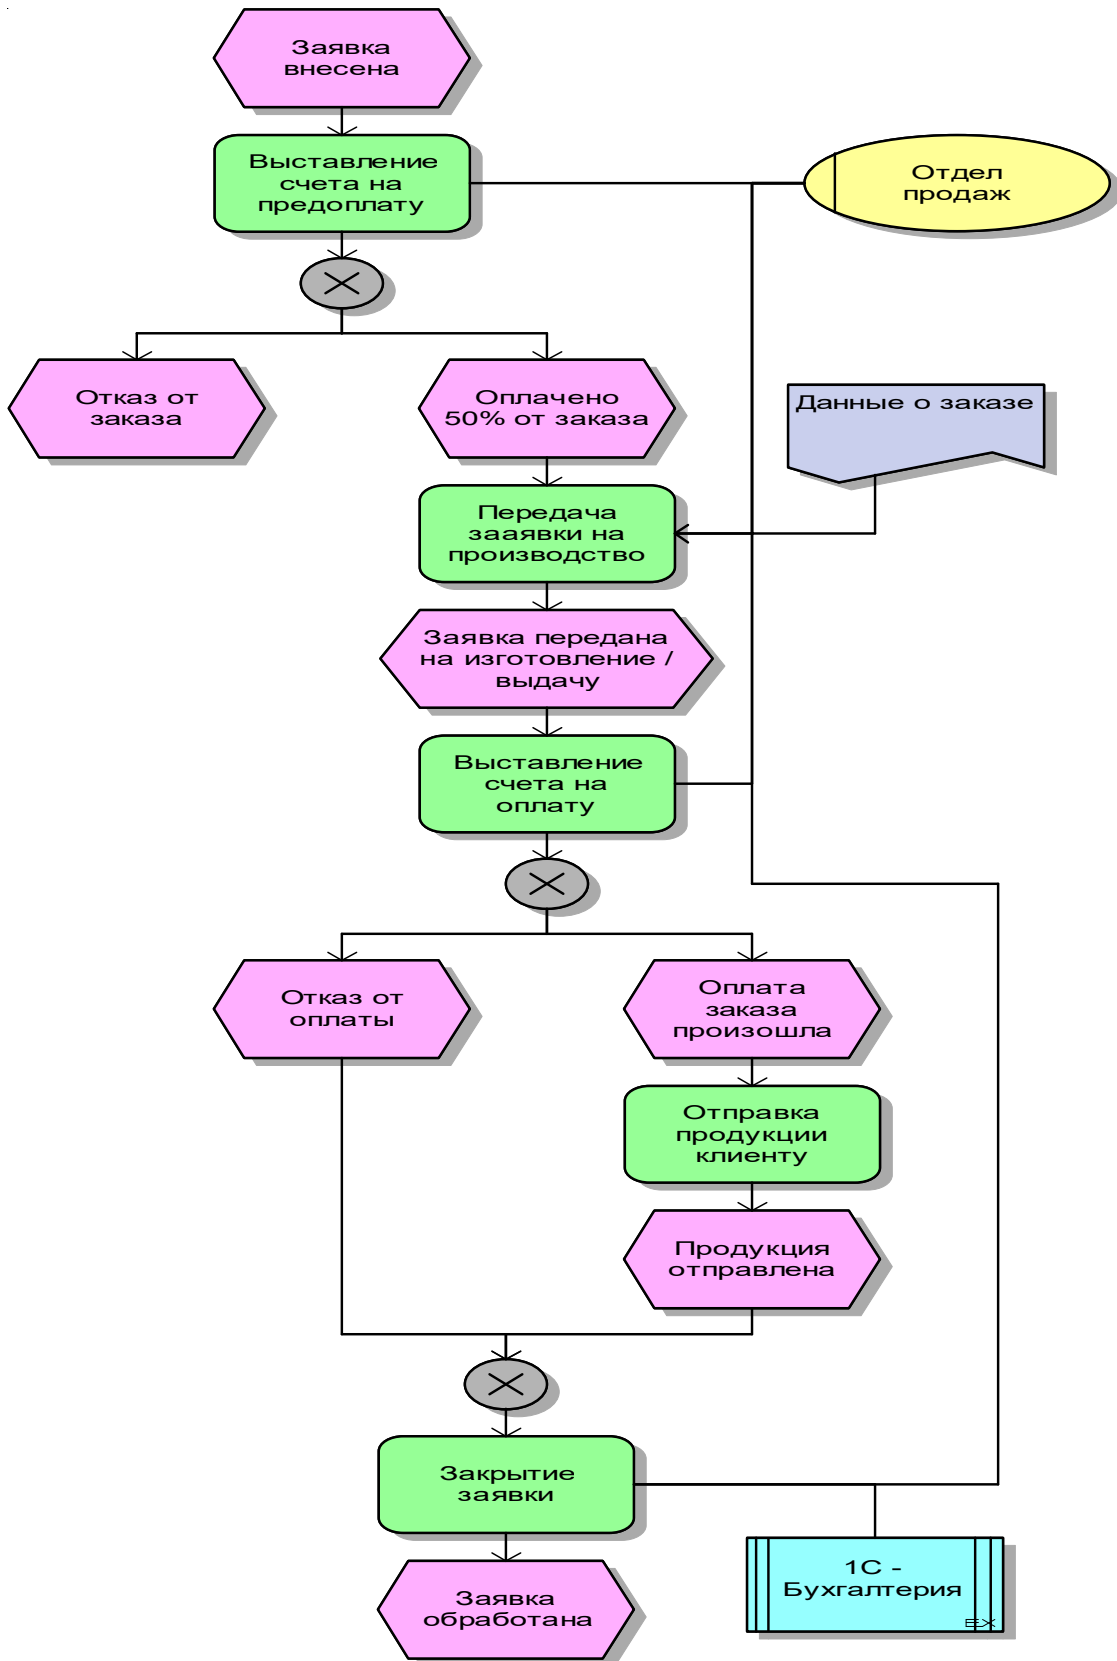 Заявка
внесена
Выставление
счета на
предоплату
Отдел
продаж
Отказ от
заказа
Оплачено
50% от заказа
Данные о заказе
Передача
зааявки на
производство
Заявка передана
на изготовление /
выдачу
Выставление
счета на
оплату
Отказ от
оплаты
Оплата
заказа
произошла
Отправка
продукции
клиенту
Продукция
отправлена
Закрытие
заявки
1С -
Бухгалтерия
EX
Заявка
обработана